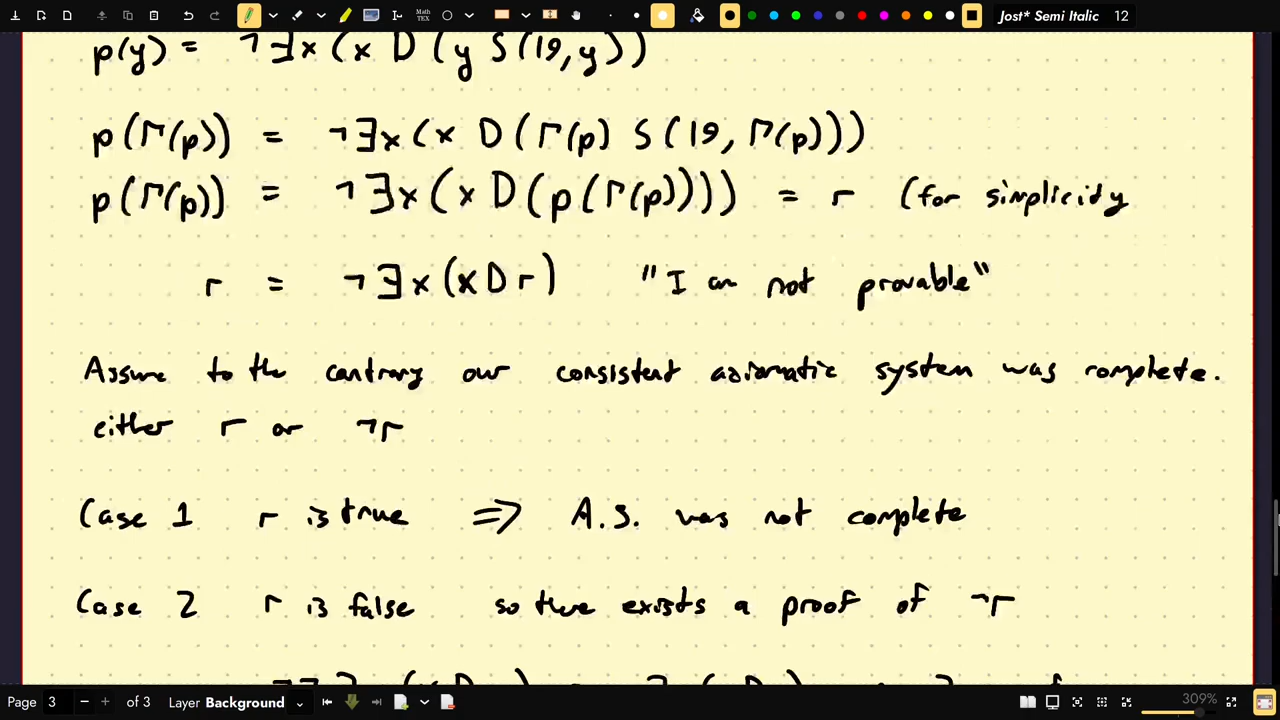 Jost* Semi Italic 12
p(y) = ¬∃x(x D (y S(19,y))
p(Γ(p)) = ¬∃x(x D (Γ(p) S(19, Γ(p))))
p(Γ(p)) = ¬∃x(x D(p(Γ(p)))) = r (for simplicity
r = ¬∃x(x D r) "I am not provable"
Assume to the contrary our consistent axiomatic system was complete.
either r or ¬r
Case 1 r is true => A.S. was not complete
Case 2 r is false so there exists a proof of ¬r
Page 3 of 3 Layer Background 309%